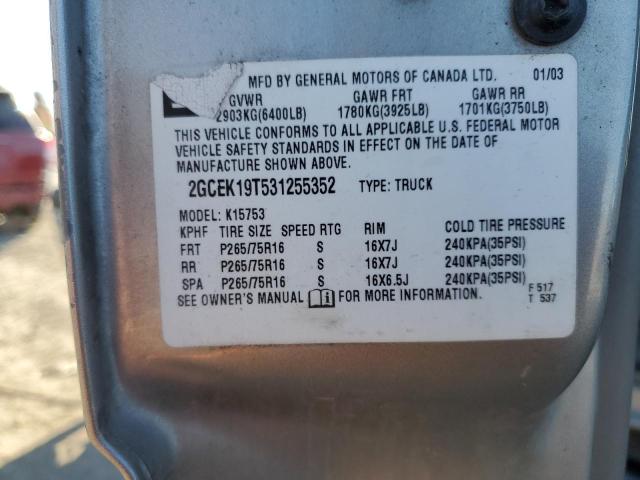 MFD BY GENERAL MOTORS OF CANADA LTD. 01/03
GVWR GAWR FRT GAWR RR
2903KG(6400LB) 1780KG(3925LB) 1701KG(3750LB)
THIS VEHICLE CONFORMS TO ALL APPLICABLE U.S. FEDERAL MOTOR
VEHICLE SAFETY STANDARDS IN EFFECT ON THE DATE OF
MANUFACTURE SHOWN ABOVE.
2GCEK19T531255352 TYPE: TRUCK
MODEL: K15753
KPHF TIRE SIZE SPEED RTG RIM COLD TIRE PRESSURE
FRT P265/75R16 S 16X7J 240KPA(35PSI)
RR P265/75R16 S 16X7J 240KPA(35PSI)
SPA P265/75R16 S 16X6.5J 240KPA(35PSI)
SEE OWNER'S MANUAL FOR MORE INFORMATION.
F 517
T 537